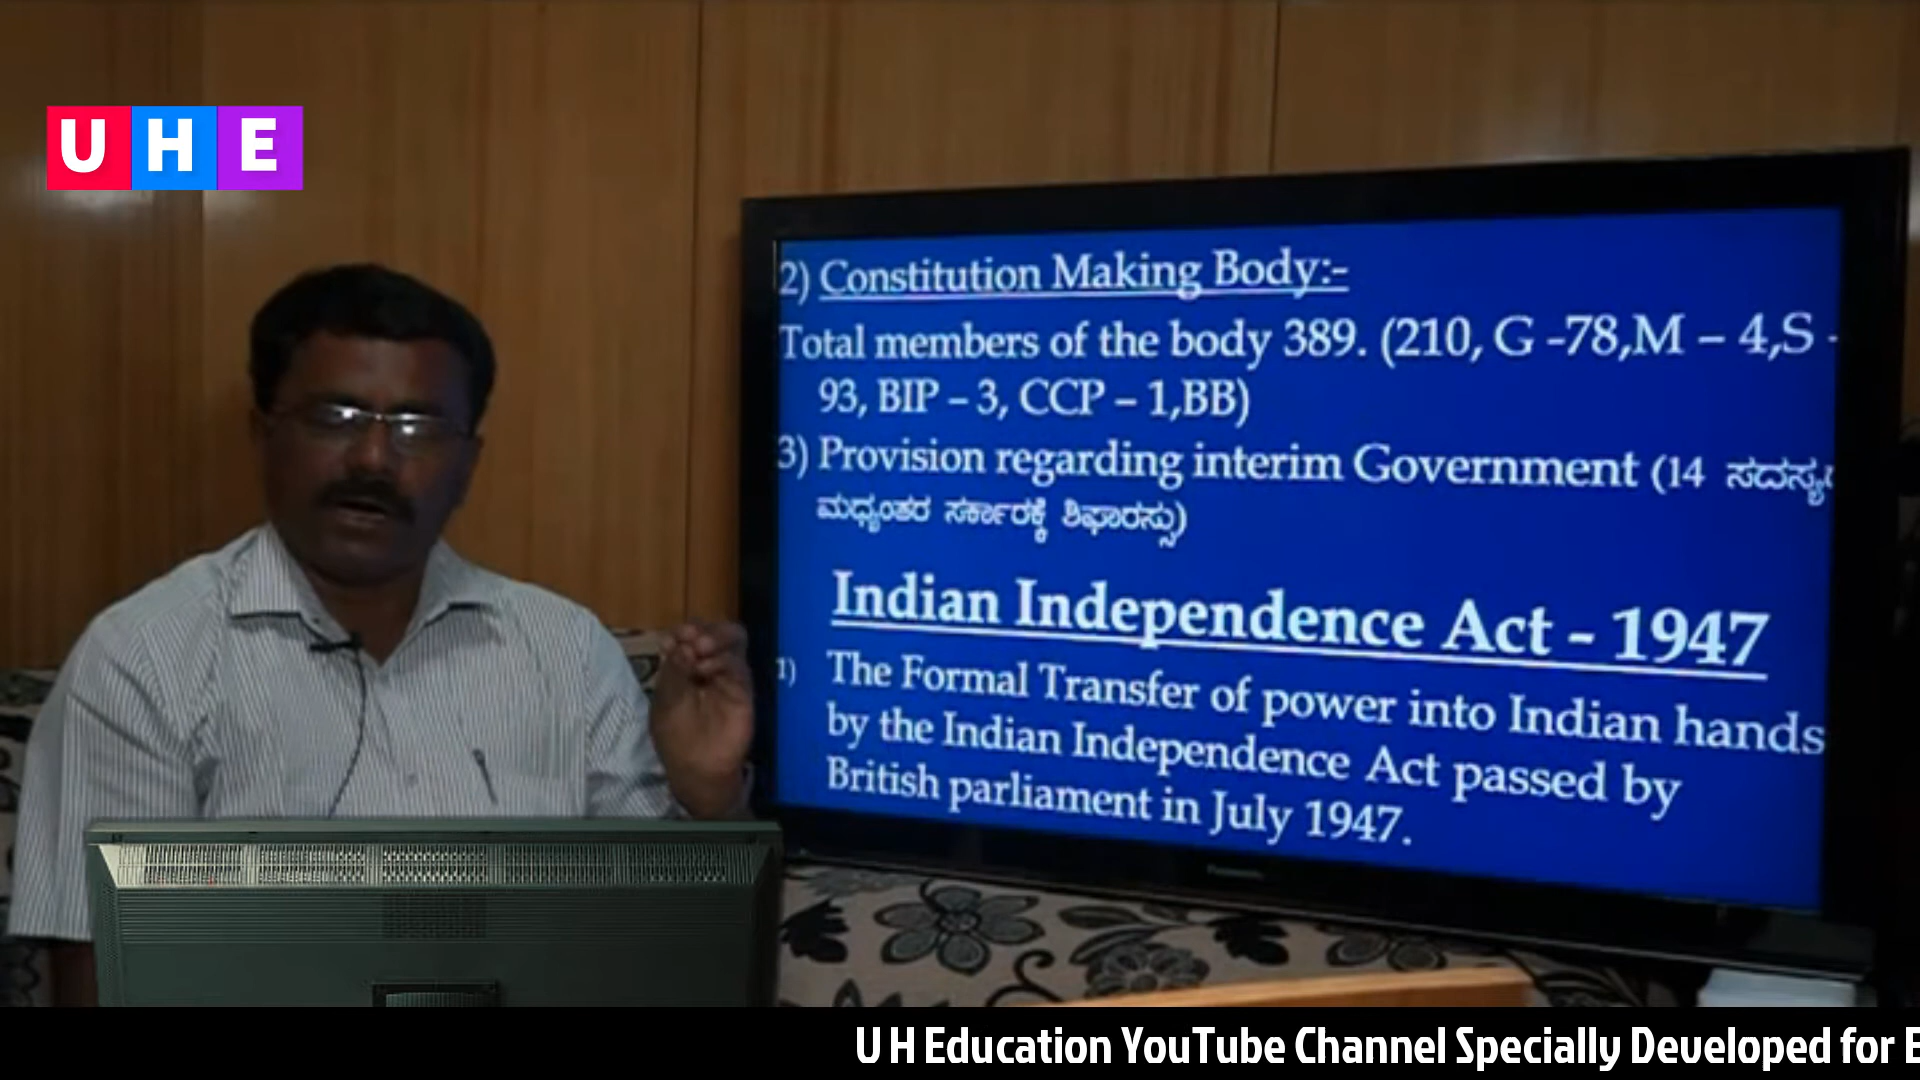 U H E
2) Constitution Making Body:-
Total members of the body 389. (210, G -78,M – 4,S -
93, BIP – 3, CCP – 1,BB)
3) Provision regarding interim Government (14
ಮಧ್ಯಂತರ ಸರ್ಕಾರಕ್ಕೆ ಶಿಫಾರಸ್ಸು)
Indian Independence Act - 1947
1) The Formal Transfer of power into Indian hands
by the Indian Independence Act passed by
British parliament in July 1947.
Panasonic
U H Education YouTube Channel Specially Developed for E